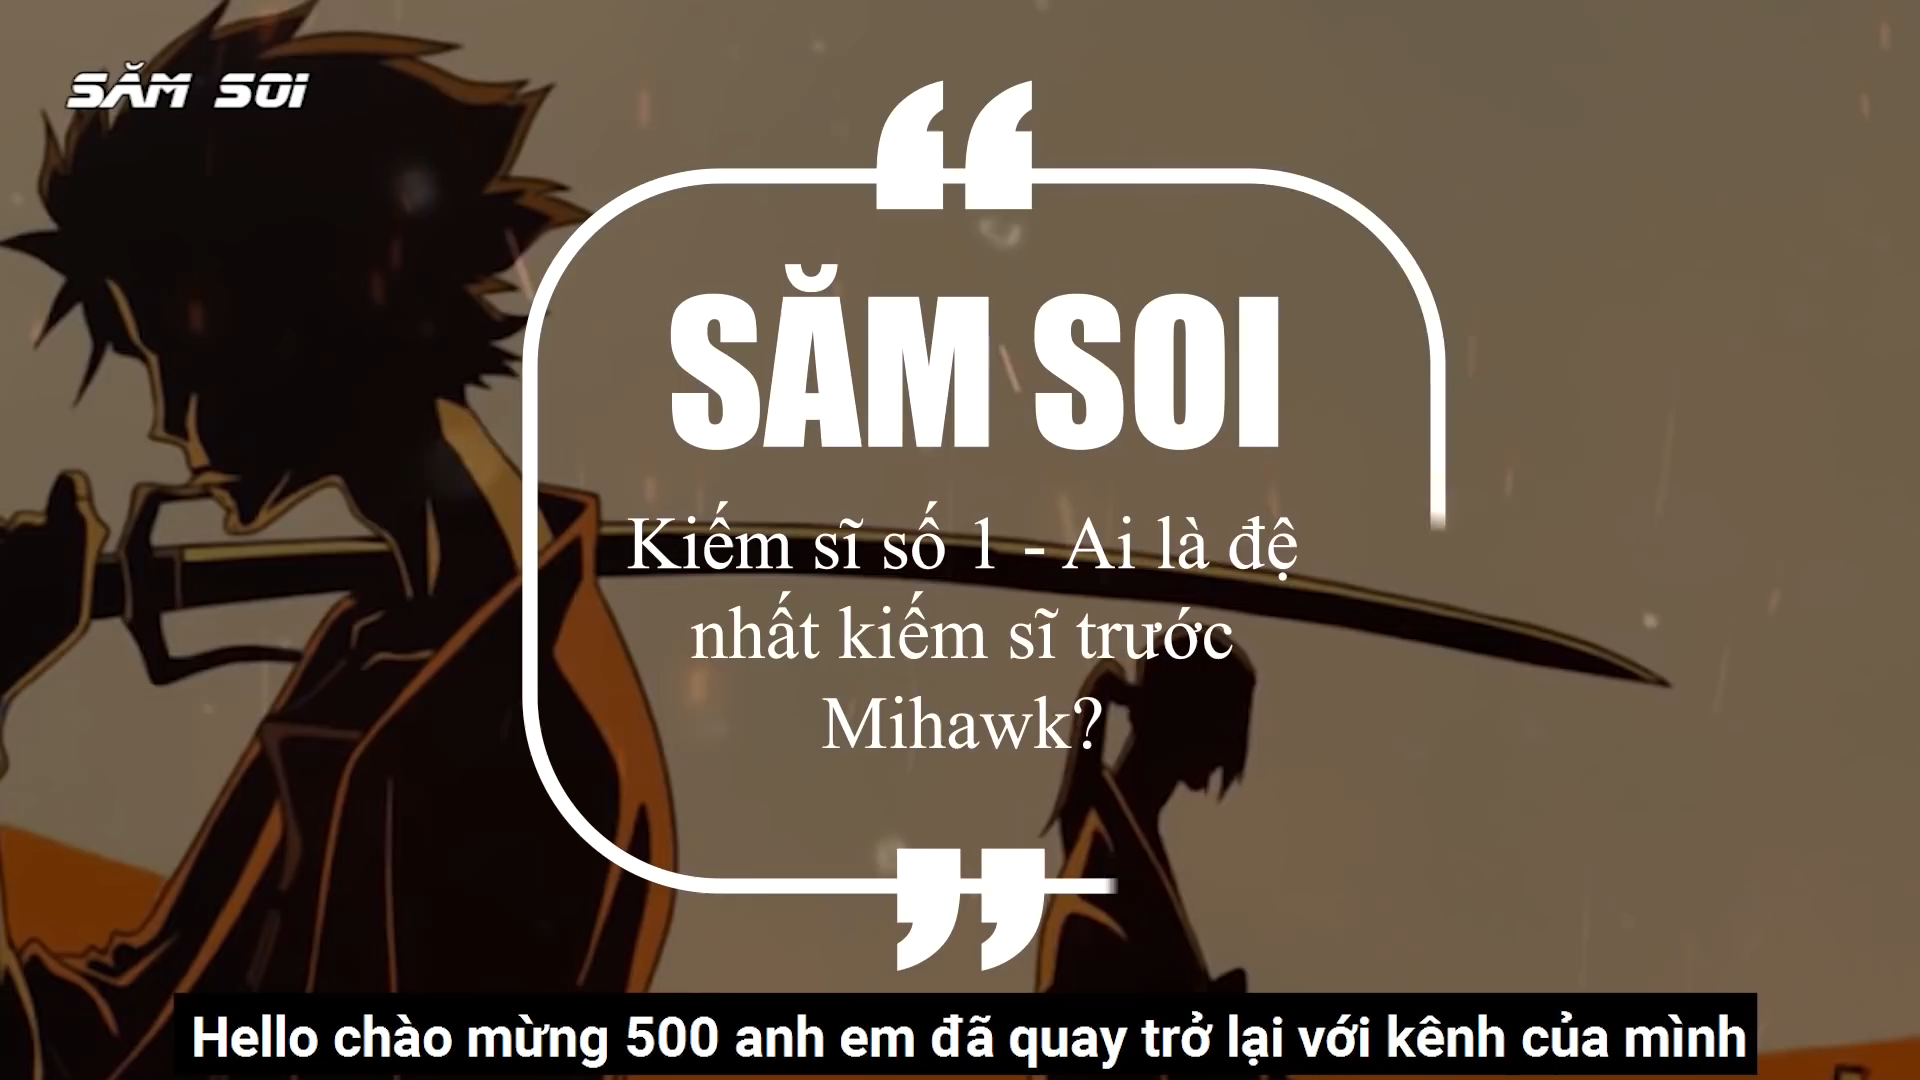 SĂM SOI
SĂM SOI
Kiếm sĩ số 1 - Ai là đệ
nhất kiếm sĩ trước
Mihawk?
Hello chào mừng 500 anh em đã quay trở lại với kênh của mình